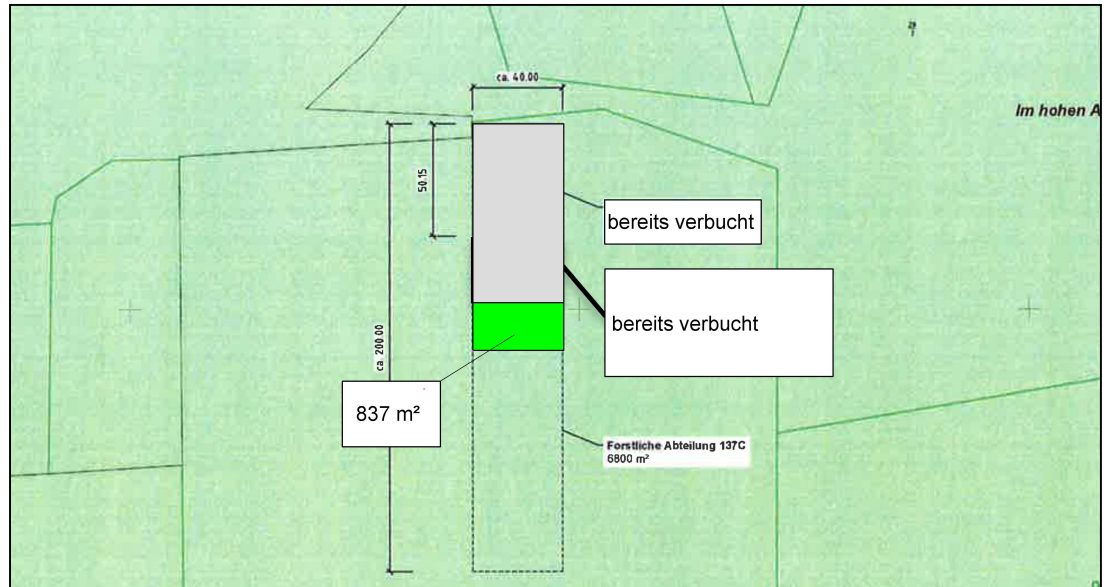 ca. 40.00
Im hohen A
50.15
bereits verbucht
bereits verbucht
ca. 200.00
837 m²
Forstliche Abteilung 137C
6800 m²